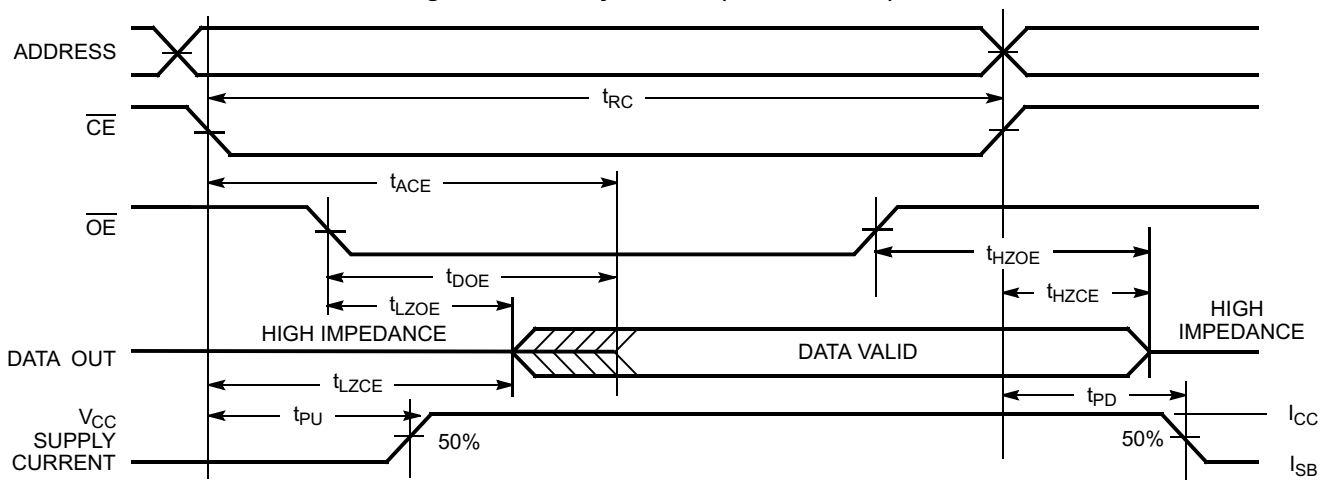 ADDRESS
tRC
CE
tACE
OE
tHZOE
tDOE
tHZCE
tLZOE
HIGH
IMPEDANCE
HIGH IMPEDANCE
DATA OUT
DATA VALID
tLZCE
tPD
tPU
VCC
SUPPLY
CURRENT
50%
50%
ICC
ISB